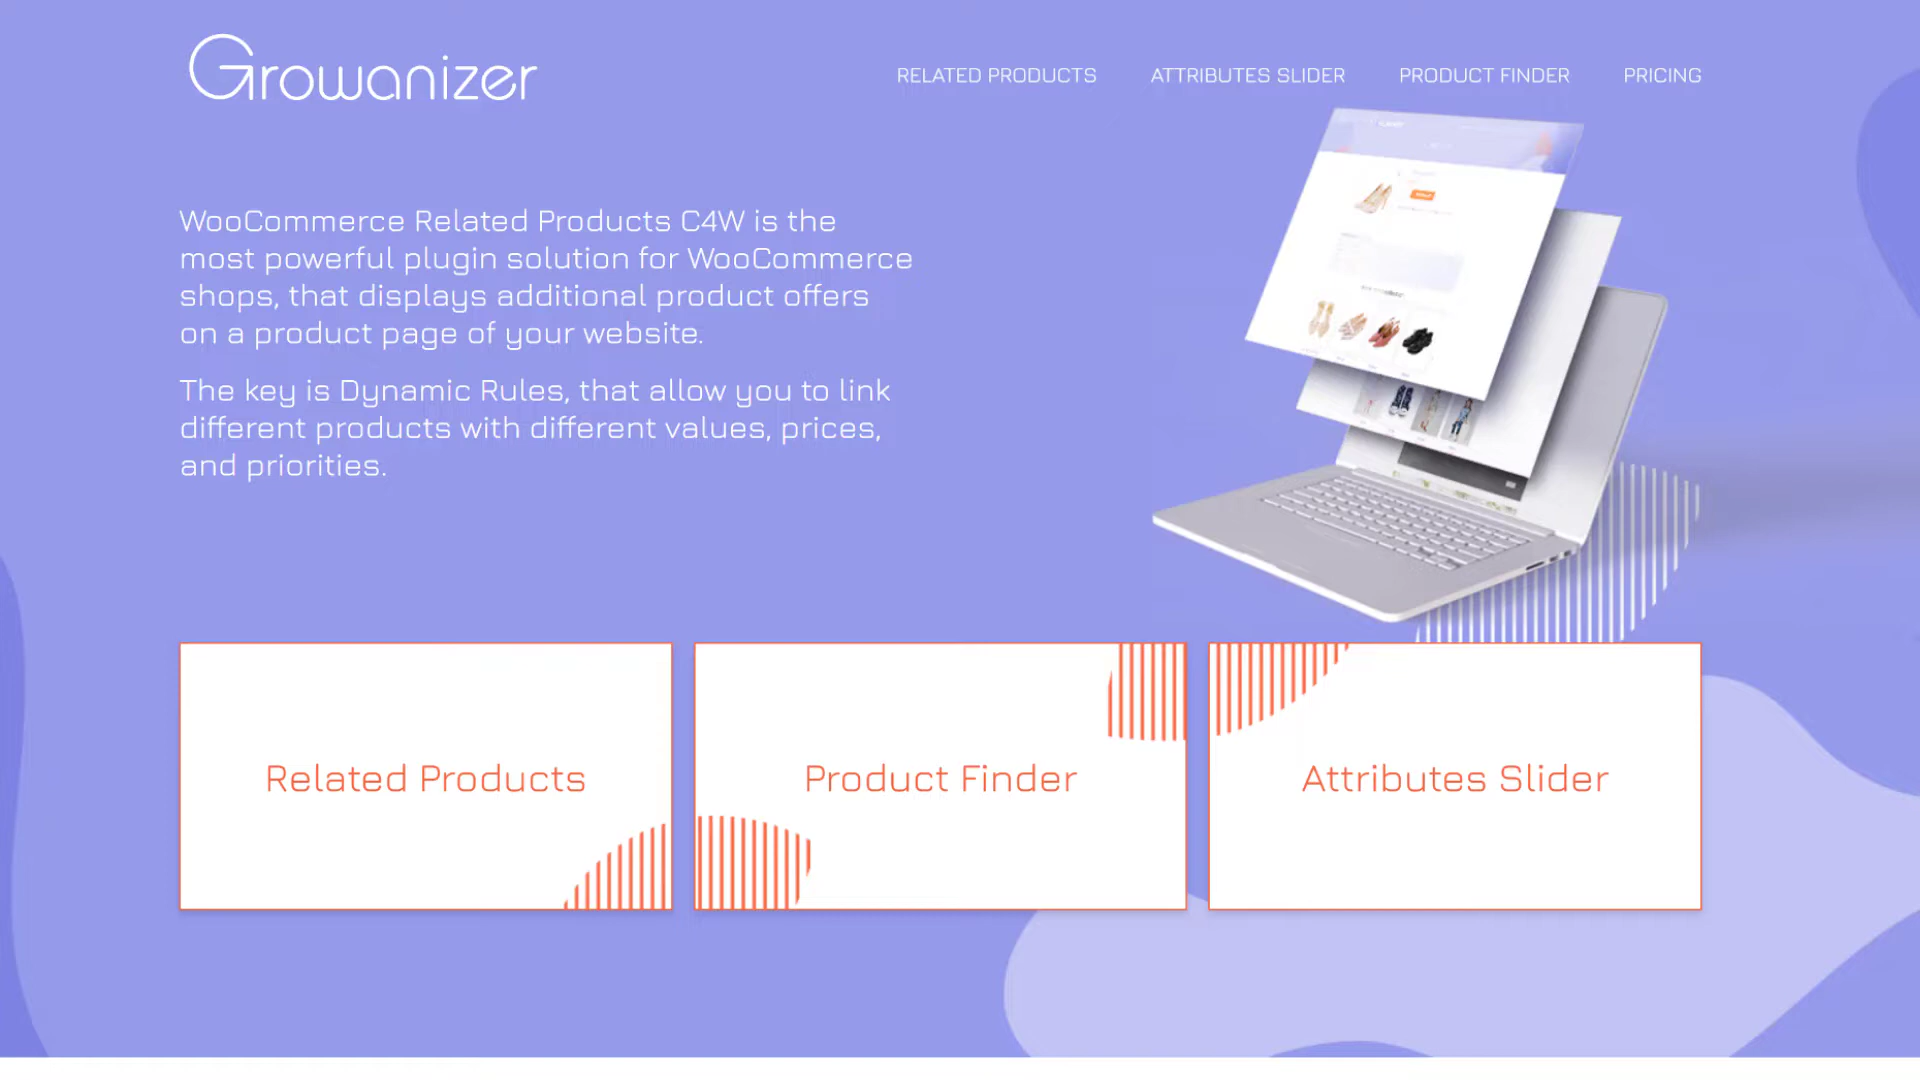 Growanizer
RELATED PRODUCTS
ATTRIBUTES SLIDER
PRODUCT FINDER
PRICING
WooCommerce Related Products C4W is the
most powerful plugin solution for WooCommerce
shops, that displays additional product offers
on a product page of your website.
The key is Dynamic Rules, that allow you to link
different products with different values, prices,
and priorities.
Related Products
Product Finder
Attributes Slider